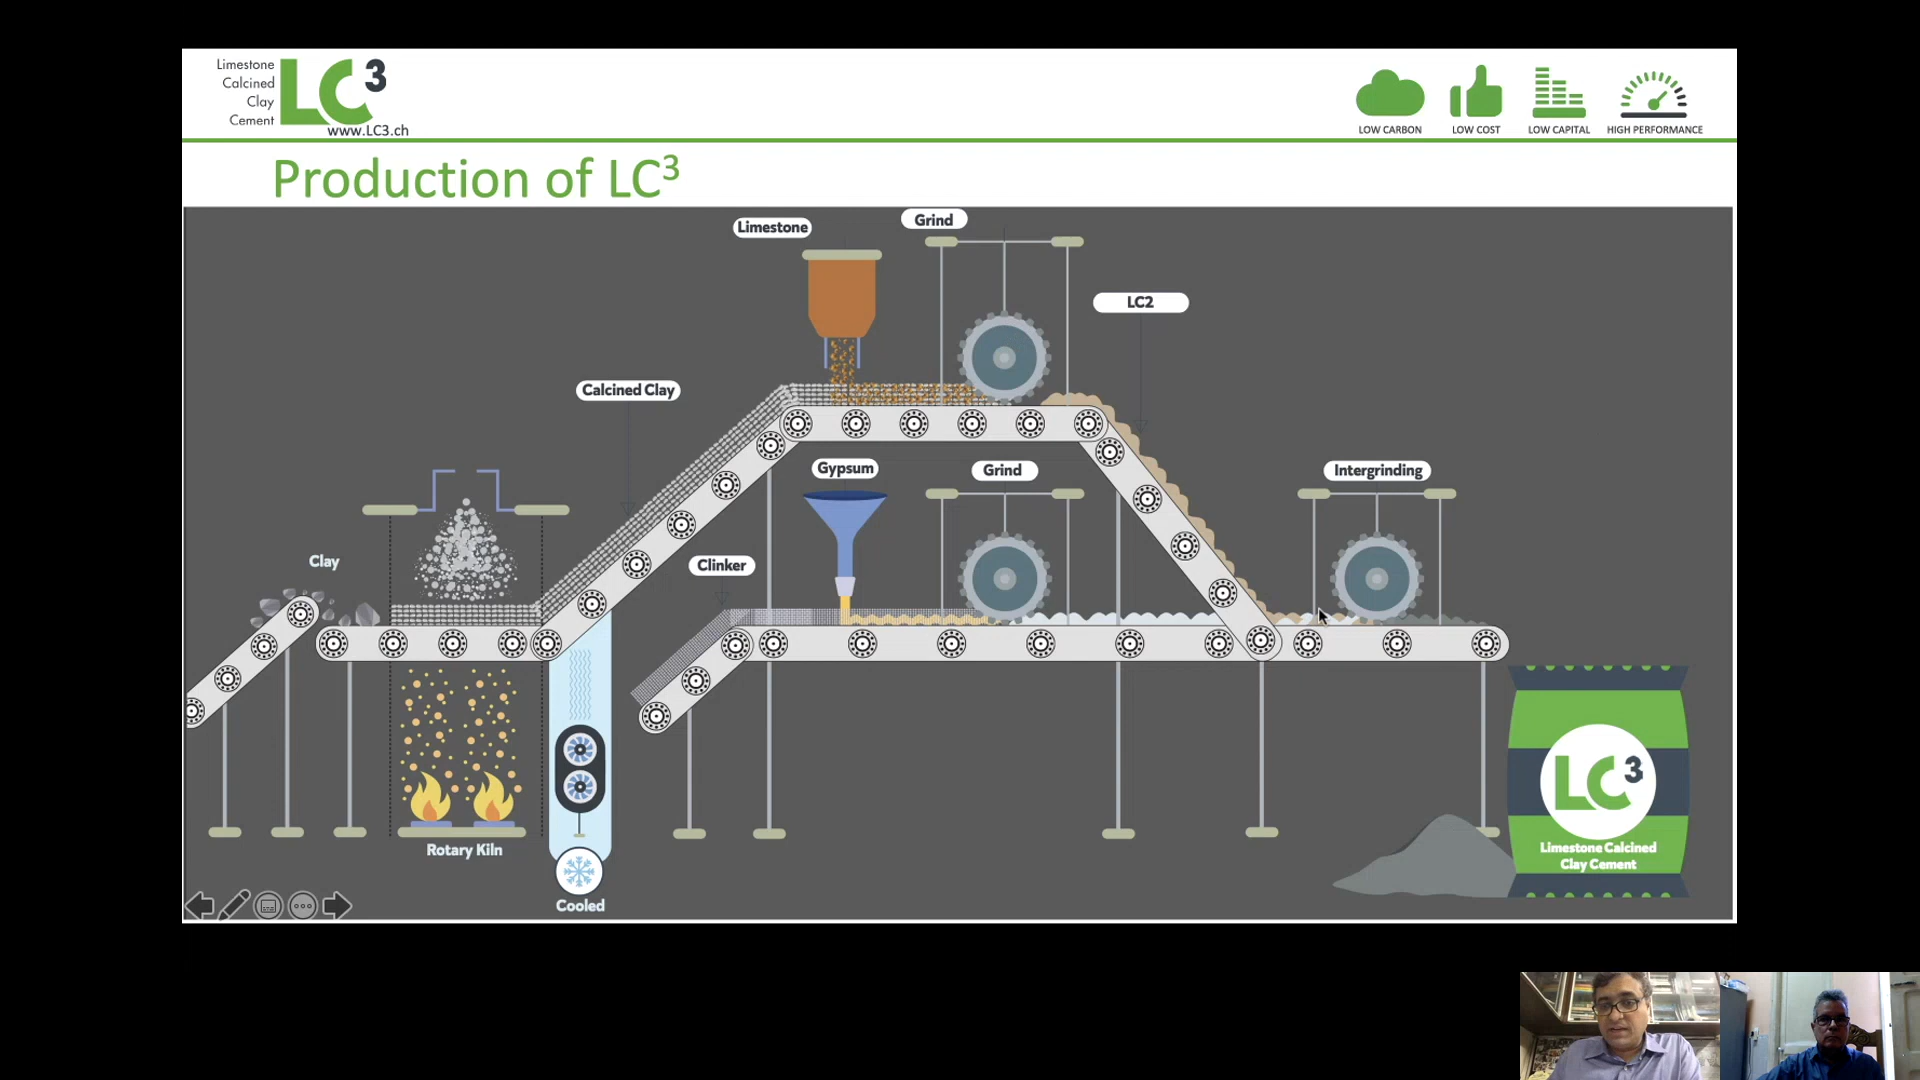 Limestone
Calcined
Clay
Cement
LC3
www.LC3.ch
LOW CARBON
LOW COST
LOW CAPITAL
HIGH PERFORMANCE
Production of LC3
Limestone
Grind
LC2
Calcined Clay
Gypsum
Grind
Intergrinding
Clay
Clinker
Rotary Kiln
Cooled
LC3
Limestone Calcined
Clay Cement